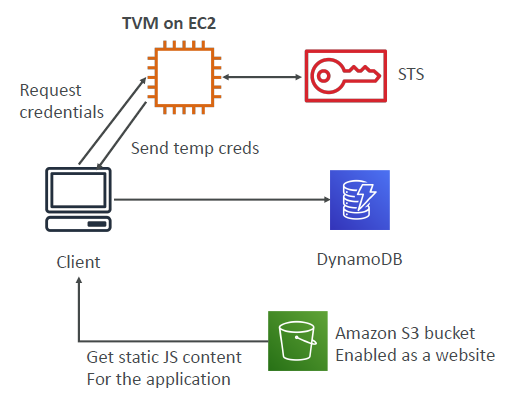 TVM on EC2
Request
credentials
STS
Send temp creds
Client
DynamoDB
Amazon S3 bucket
Enabled as a website
Get static JS content
For the application